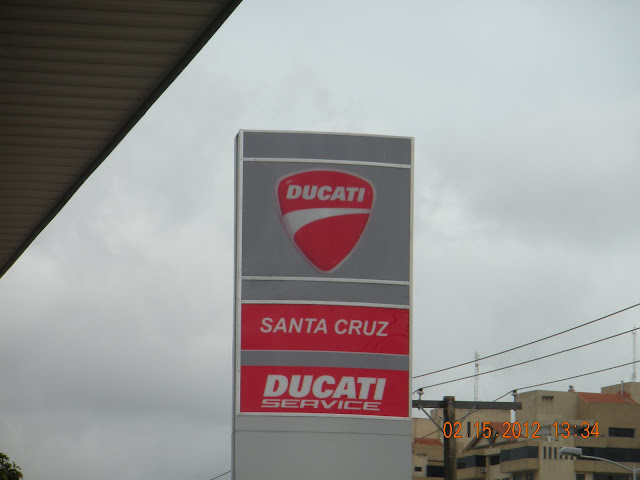 DUCATI
SANTA CRUZ
DUCATI
SERVICE
02.15.2012 13:34